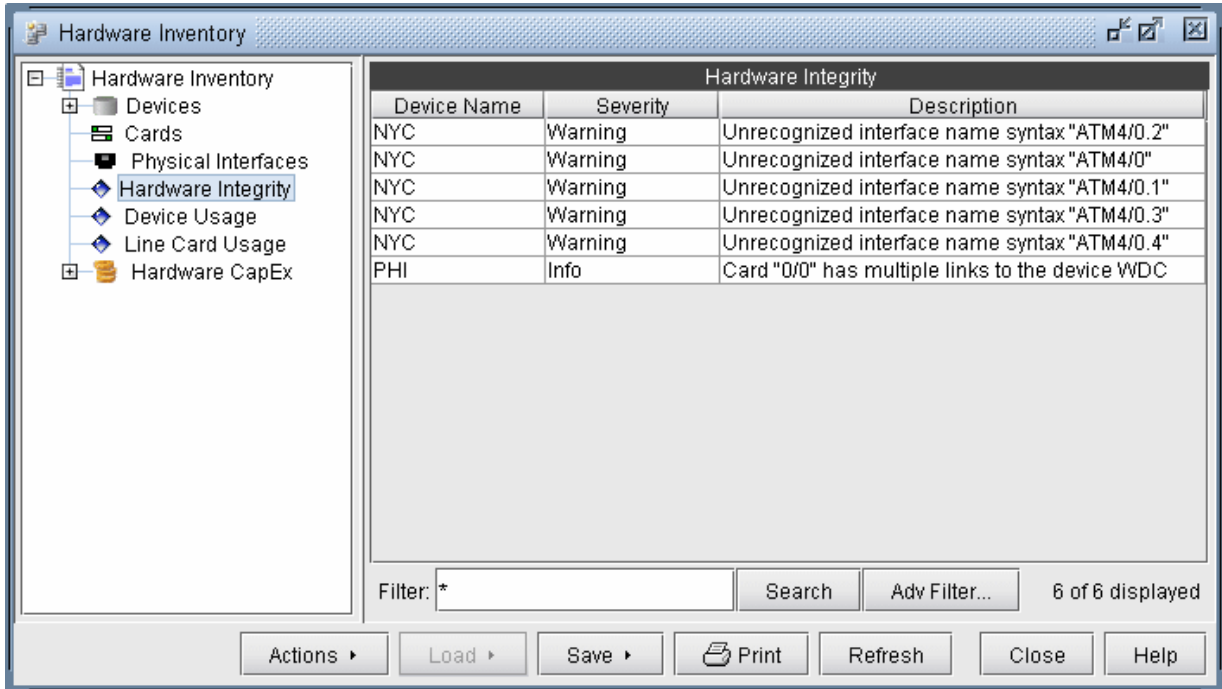 Hardware Inventory
Hardware Inventory
Devices
Cards
Physical Interfaces
Hardware Integrity
Device Usage
Line Card Usage
Hardware CapEx
Hardware Integrity
Device Name Severity Description
NYC Warning Unrecognized interface name syntax "ATM4/0.2"
NYC Warning Unrecognized interface name syntax "ATM4/0"
NYC Warning Unrecognized interface name syntax "ATM4/0.1"
NYC Warning Unrecognized interface name syntax "ATM4/0.3"
NYC Warning Unrecognized interface name syntax "ATM4/0.4"
PHI Info Card "0/0" has multiple links to the device WDC
Filter: * Search Adv Filter... 6 of 6 displayed
Actions Load Save Print Refresh Close Help